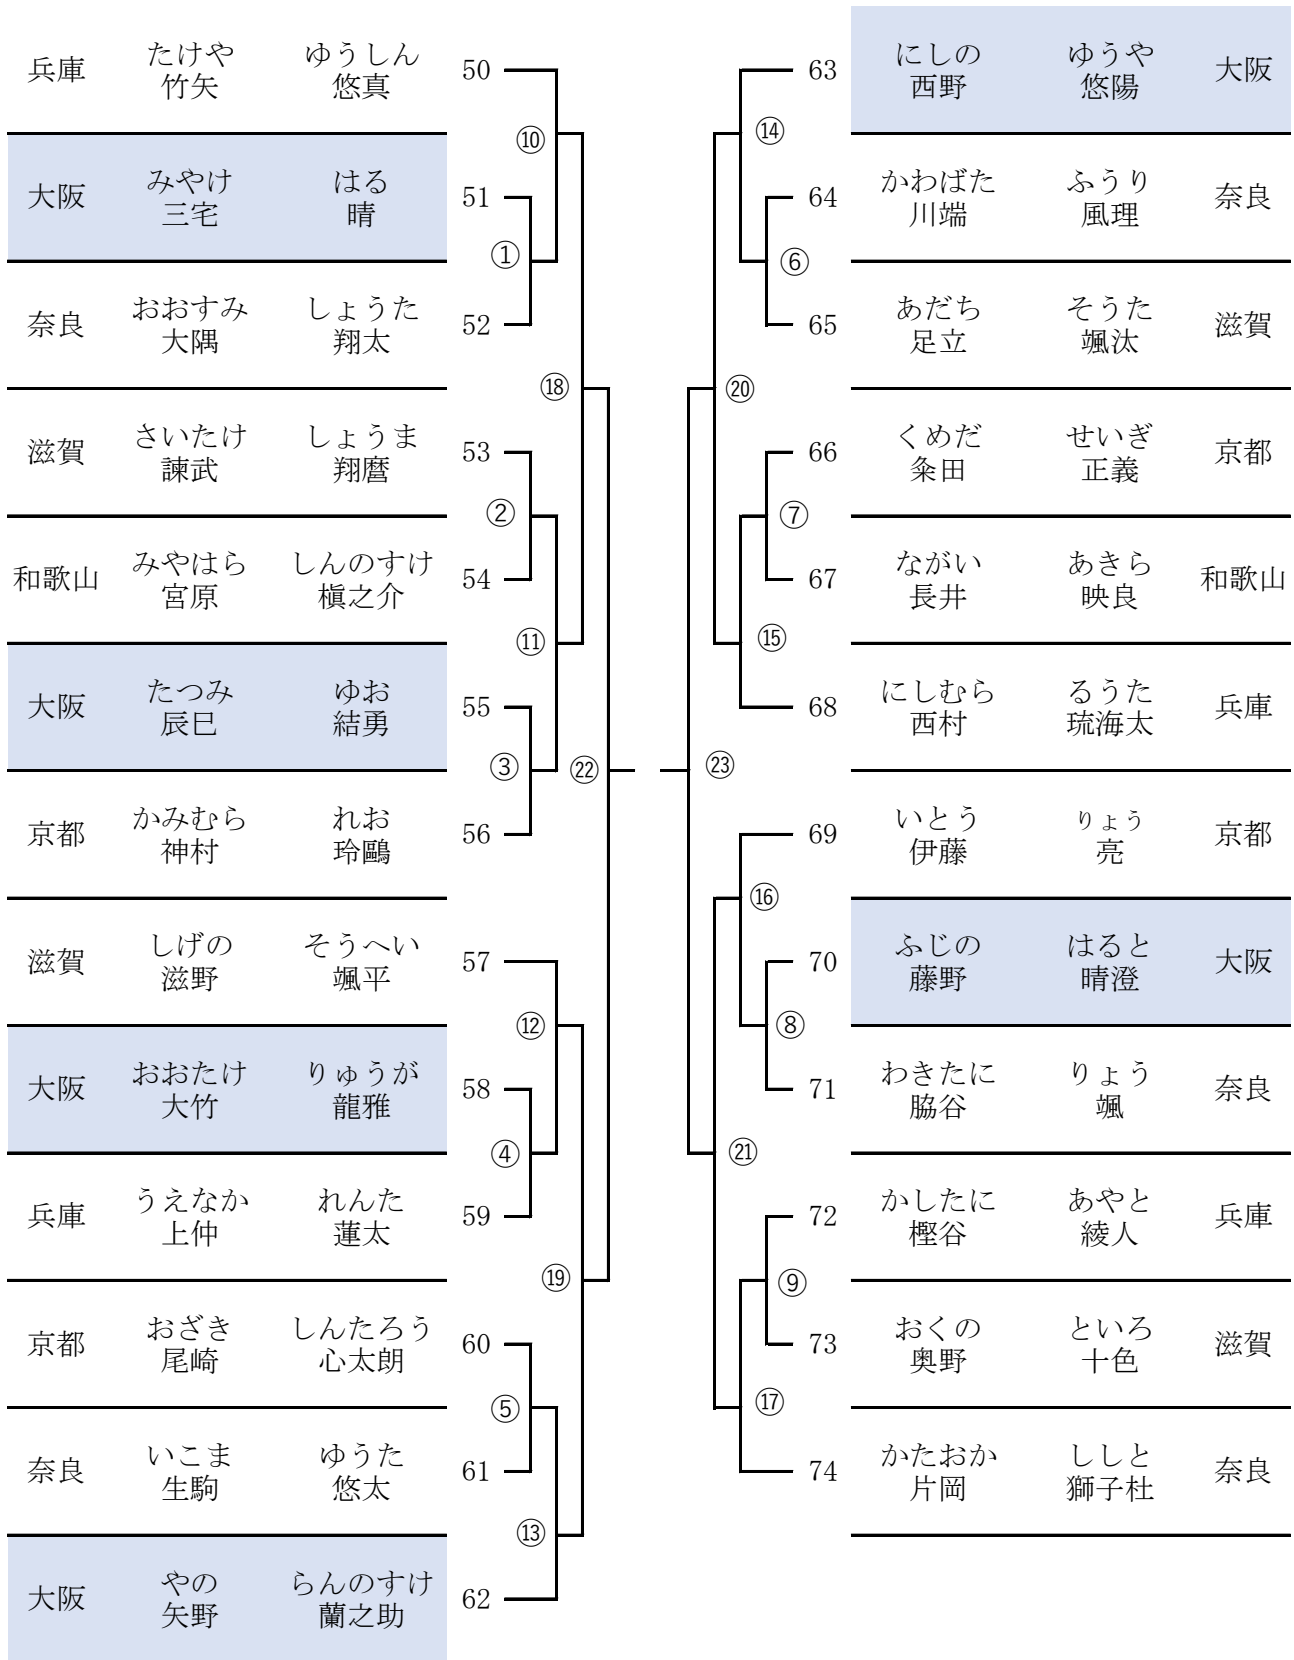 兵庫 たけや ゆうしん 50
竹矢 悠真
⑩
大阪 みやけ はる 51
三宅 晴
①
奈良 おおすみ しょうた 52
大隅 翔太
⑱
滋賀 さいたけ しょうま 53
諫武 翔麿
②
和歌山 みやはら しんのすけ 54
宮原 槇之介
⑪
大阪 たつみ ゆお 55
辰巳 結勇
③ ㉒
京都 かみむら れお 56
神村 玲鷗
滋賀 しげの そうへい 57
滋野 颯平
⑫
大阪 おおたけ りゅうが 58
大竹 龍雅
④
兵庫 うえなか れんた 59
上仲 蓮太
⑲
京都 おざき しんたろう 60
尾崎 心太朗
⑤
奈良 いこま ゆうた 61
生駒 悠太
⑬
大阪 やの らんのすけ 62
矢野 蘭之助
63 にしの ゆうや 大阪
西野 悠陽
⑭
64 かわばた ふうり 奈良
川端 風理
⑥
65 あだち そうた 滋賀
足立 颯汰
⑳
66 くめだ せいぎ 京都
粂田 正義
⑦
67 ながい あきら 和歌山
長井 映良
⑮
68 にしむら るうた 兵庫
西村 琉海太
㉓
69 いとう りょう 京都
伊藤 亮
⑯
70 ふじの はると 大阪
藤野 晴澄
⑧
71 わきたに りょう 奈良
脇谷 颯
㉑
72 かしたに あやと 兵庫
樫谷 綾人
⑨
73 おくの といろ 滋賀
奥野 十色
⑰
74 かたおか ししと 奈良
片岡 獅子杜